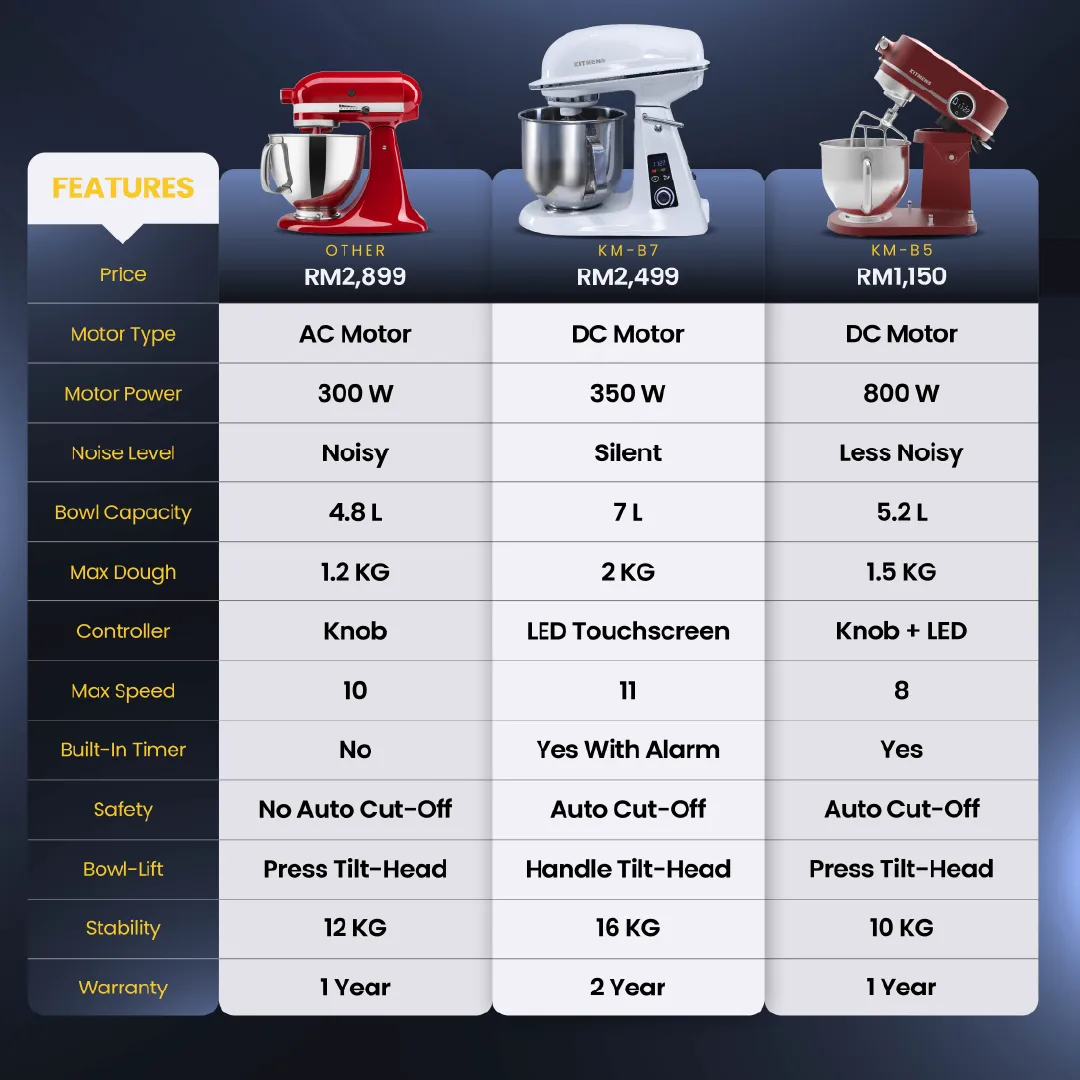 KITHENS
KITHENS
FEATURES
OTHER KM-B7 KM-B5
Price RM2,899 RM2,499 RM1,150
Motor Type AC Motor DC Motor DC Motor
Motor Power 300 W 350 W 800 W
Noise Level Noisy Silent Less Noisy
Bowl Capacity 4.8 L 7 L 5.2 L
Max Dough 1.2 KG 2 KG 1.5 KG
Controller Knob LED Touchscreen Knob + LED
Max Speed 10 11 8
Built-In Timer No Yes With Alarm Yes
Safety No Auto Cut-Off Auto Cut-Off Auto Cut-Off
Bowl-Lift Press Tilt-Head Handle Tilt-Head Press Tilt-Head
Stability 12 KG 16 KG 10 KG
Warranty 1 Year 2 Year 1 Year